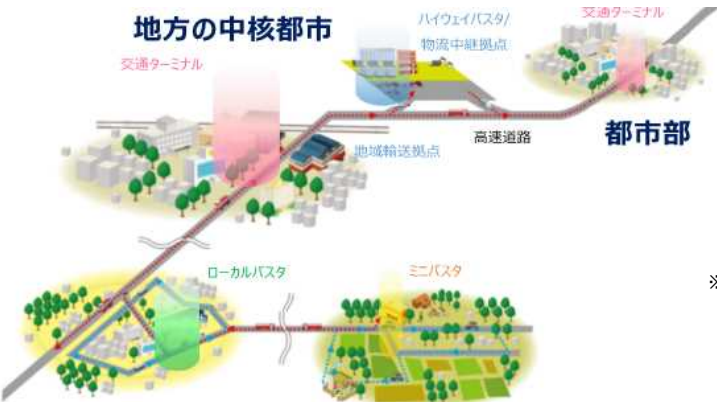 地方の中核都市
交通ターミナル
ハイウェイバスタ/
物流中継拠点
交通ターミナル
高速道路
都市部
地域輸送拠点
ローカルバスタ
ミニバスタ
※